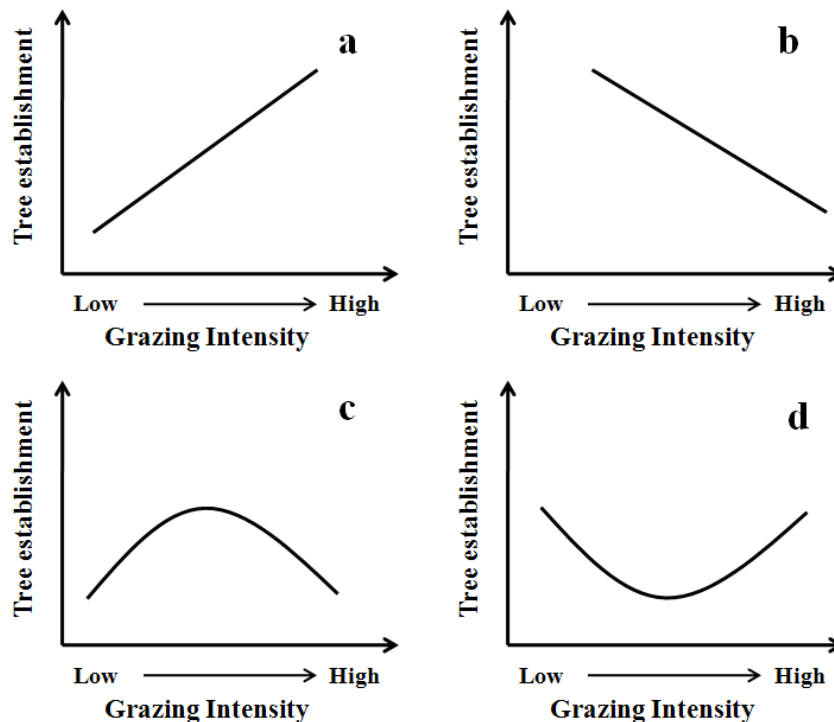 a
Tree establishment
Low High
Grazing Intensity
b
Tree establishment
Low High
Grazing Intensity
c
Tree establishment
Low High
Grazing Intensity
d
Tree establishment
Low High
Grazing Intensity